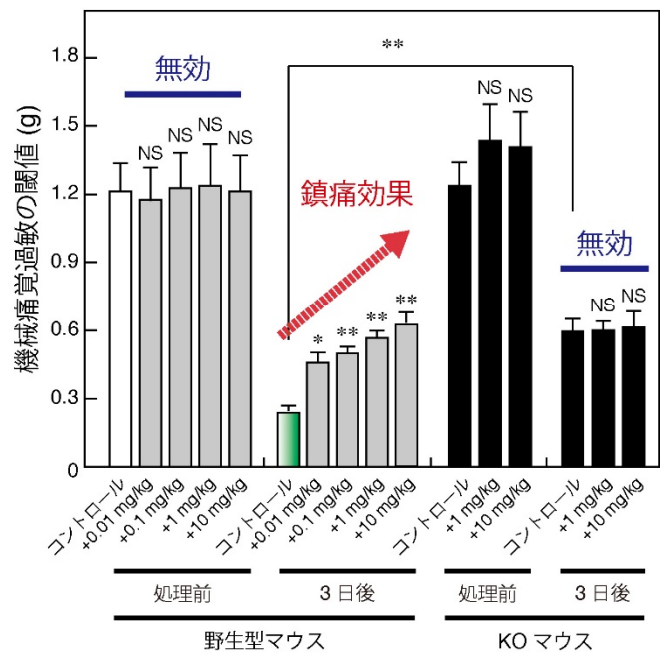 機械痛覚過敏の閾値 (g)
1.8
1.5
1.2
0.9
0.6
0.3
0
無効
NS
NS
NS
NS
**
鎮痛効果
*
**
**
**
NS
NS
無効
NS
NS
コントロール
+0.01 mg/kg
+0.1 mg/kg
+1 mg/kg
+10 mg/kg
コントロール
+0.01 mg/kg
+0.1 mg/kg
+1 mg/kg
+10 mg/kg
コントロール
+1 mg/kg
+10 mg/kg
コントロール
+1 mg/kg
+10 mg/kg
処理前
3 日後
処理前
3 日後
野生型マウス
KO マウス